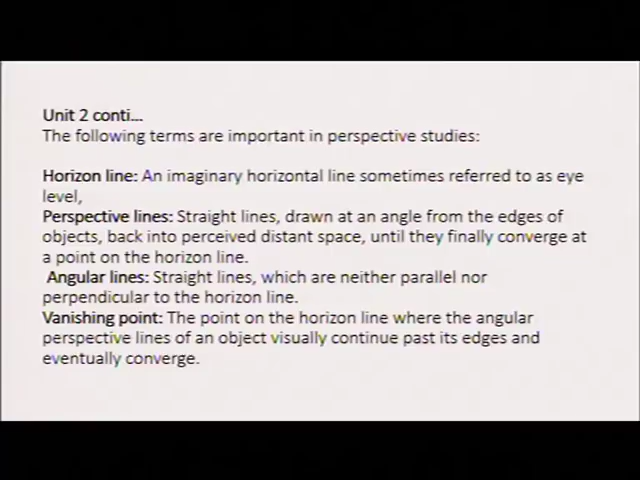 Unit 2 conti...
The following terms are important in perspective studies:
Horizon line: An imaginary horizontal line sometimes referred to as eye
level,
Perspective lines: Straight lines, drawn at an angle from the edges of
objects, back into perceived distant space, until they finally converge at
a point on the horizon line.
Angular lines: Straight lines, which are neither parallel nor
perpendicular to the horizon line.
Vanishing point: The point on the horizon line where the angular
perspective lines of an object visually continue past its edges and
eventually converge.